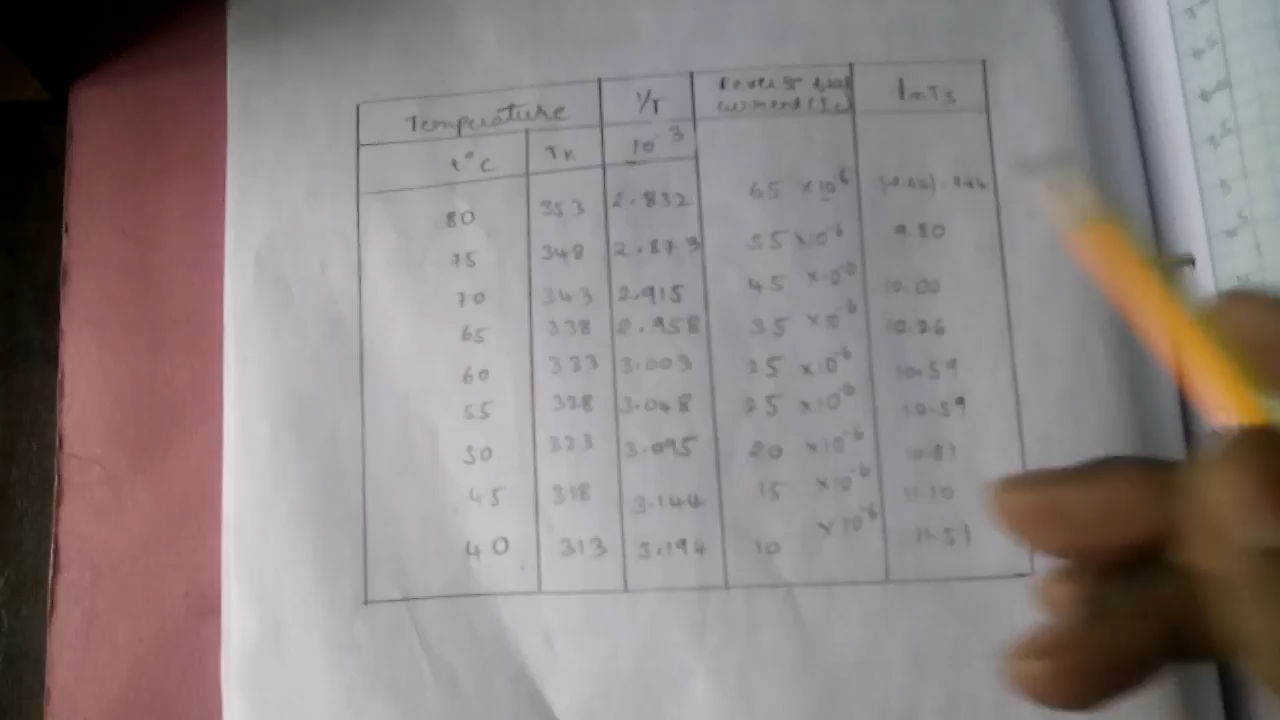 Temperature 1/T current (Is) lnIs
t°C TK 10-3
80 353 2.832 65 ×10-6
75 348 2.873 55 ×10-6 9.80
70 343 2.915 45 ×10-6 10.00
65 338 2.958 35 ×10-6 10.26
60 333 3.003 25 ×10-6 10.59
55 328 3.048 25 ×10-6 10.59
50 323 3.095 20 ×10-6 10.81
45 318 3.144 15 ×10-6 11.10
40 313 3.194 10 ×10-6 11.51